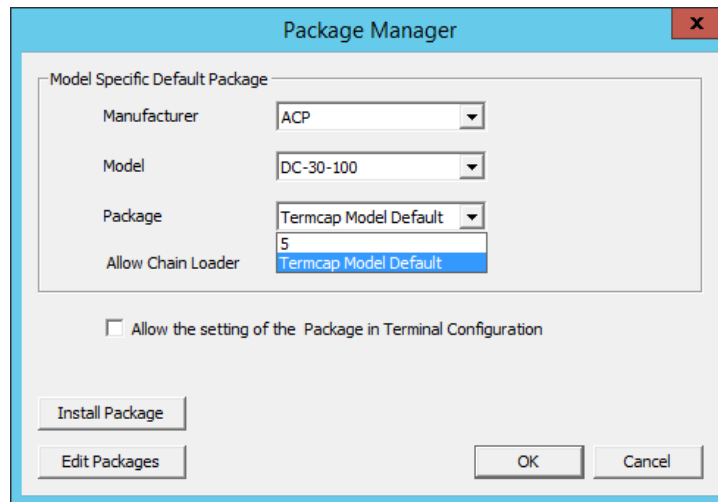 Package Manager
x
Model Specific Default Package
Manufacturer
ACP
Model
DC-30-100
Package
Termcap Model Default
5
Allow Chain Loader
Termcap Model Default
Allow the setting of the Package in Terminal Configuration
Install Package
Edit Packages
OK
Cancel